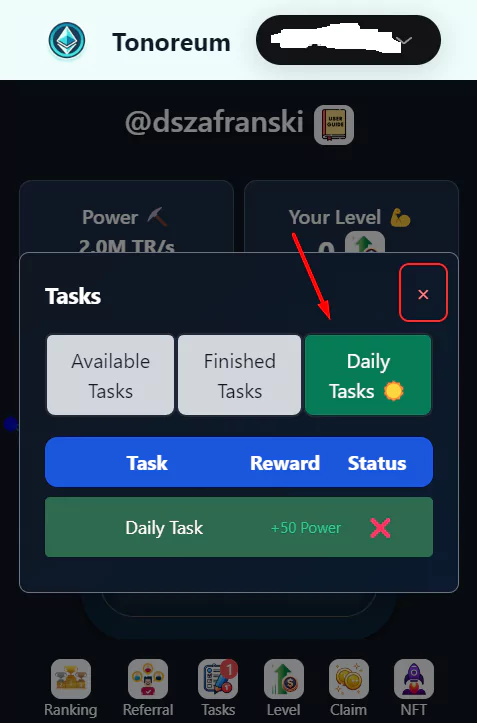 Tonoreum
@dszafranski
USER
GUIDE
Power
Your Level
2.0M TR/s
0
Tasks
×
Available
Tasks
Finished
Tasks
Daily
Tasks
Task Reward Status
Daily Task +50 Power
1
Ranking Referral Tasks Level Claim NFT